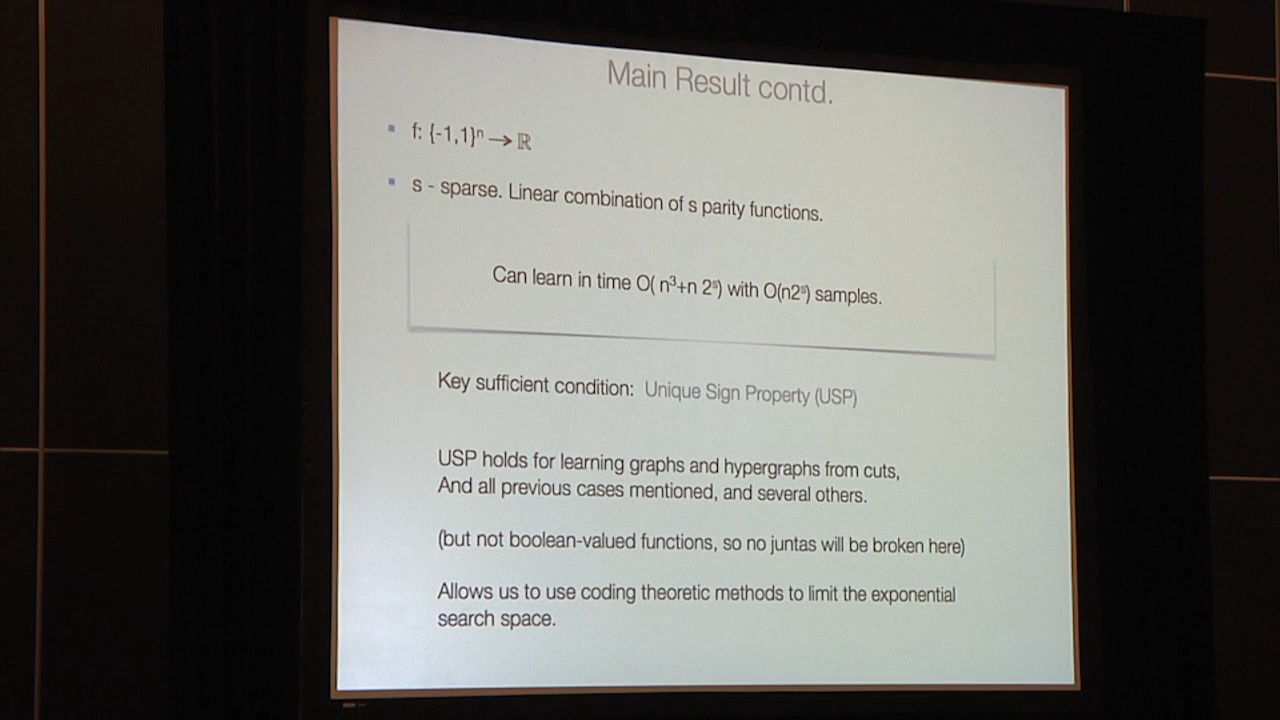 Main Result contd.
f: {-1,1}ⁿ → ℝ
s - sparse. Linear combination of s parity functions.
Can learn in time O( n³+n 2ˢ) with O(n2ˢ) samples.
Key sufficient condition: Unique Sign Property (USP)
USP holds for learning graphs and hypergraphs from cuts,
And all previous cases mentioned, and several others.
(but not boolean-valued functions, so no juntas will be broken here)
Allows us to use coding theoretic methods to limit the exponential
search space.